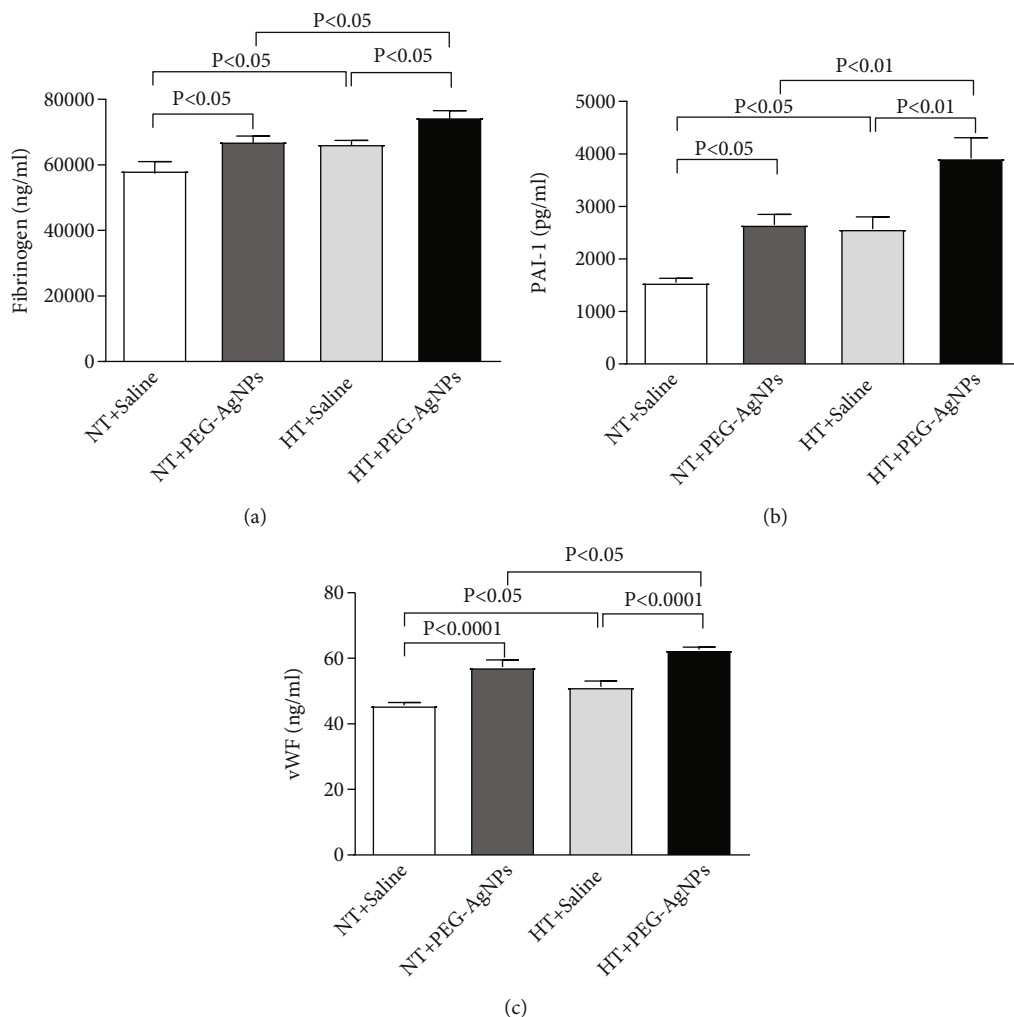 P<0.05
P<0.05
P<0.05
P<0.05
80000
60000
40000
20000
0
Fibrinogen (ng/ml)
NT+Saline
NT+PEG-AgNPs
HT+Saline
HT+PEG-AgNPs
(a)
P<0.01
P<0.05
P<0.01
P<0.05
5000
4000
3000
2000
1000
0
PAI-1 (pg/ml)
NT+Saline
NT+PEG-AgNPs
HT+Saline
HT+PEG-AgNPs
(b)
P<0.05
P<0.05
P<0.0001
P<0.0001
80
60
40
20
0
vWF (ng/ml)
NT+Saline
NT+PEG-AgNPs
HT+Saline
HT+PEG-AgNPs
(c)